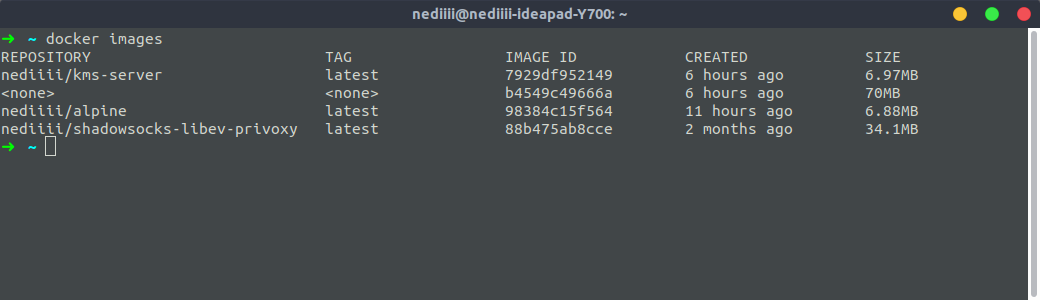 nediiii@nediiii-ideapad-Y700: ~
➜ ~ docker images
REPOSITORY TAG IMAGE ID CREATED SIZE
nediiii/kms-server latest 7929df952149 6 hours ago 6.97MB
<none> <none> b4549c49666a 6 hours ago 70MB
nediiii/alpine latest 98384c15f564 11 hours ago 6.88MB
nediiii/shadowsocks-libev-privoxy latest 88b475ab8cce 2 months ago 34.1MB
➜ ~